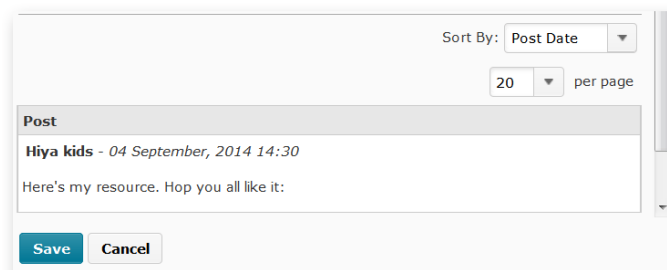 Sort By: Post Date
20 per page
Post
Hiya kids - 04 September, 2014 14:30
Here's my resource. Hop you all like it:
Save Cancel